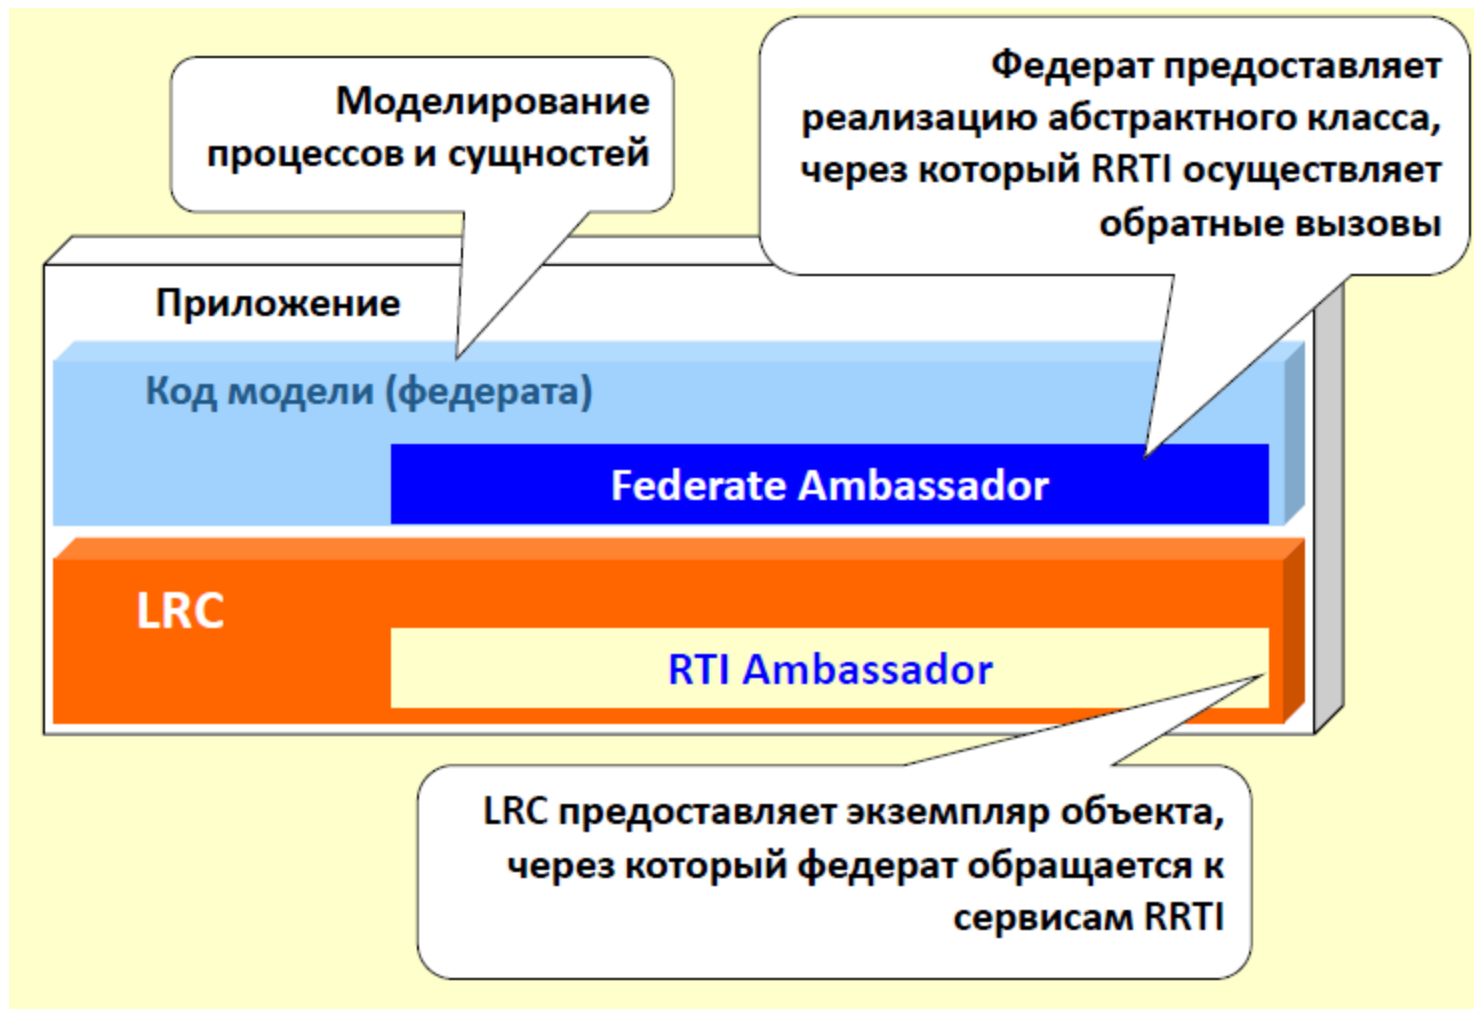 Моделирование
процессов и сущностей
Федерат предоставляет
реализацию абстрактного класса,
через который RRTI осуществляет
обратные вызовы
Приложение
Код модели (федерата)
Federate Ambassador
LRC
RTI Ambassador
LRC предоставляет экземпляр объекта,
через который федерат обращается к
сервисам RRTI